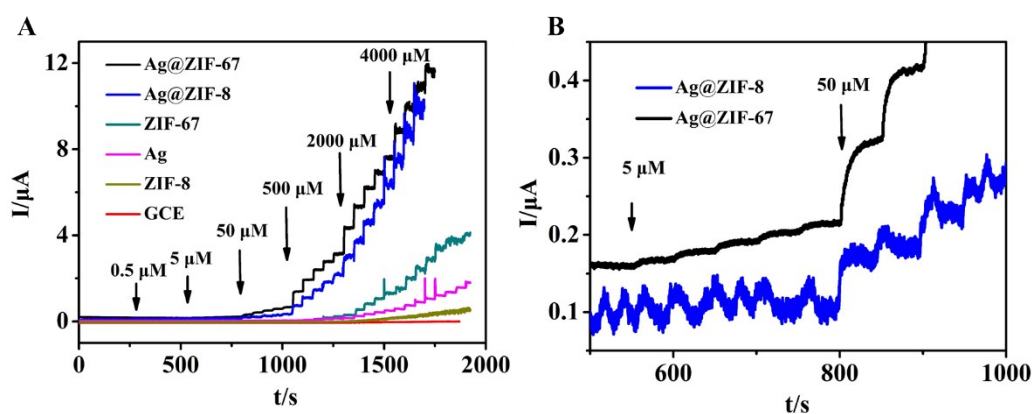 A
I/μA
12
8
4
0
Ag@ZIF-67
Ag@ZIF-8
ZIF-67
Ag
ZIF-8
GCE
0.5 μM
5 μM
50 μM
500 μM
2000 μM
4000 μM
0 500 1000 1500 2000
t/s
B
I/μA
0.4
0.3
0.2
0.1
Ag@ZIF-8
Ag@ZIF-67
5 μM
50 μM
600 800 1000
t/s